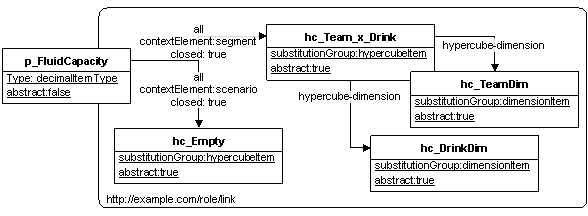 all
contextElement:segment
closed: true
hc_Team_x_Drink
substitutionGroup:hypercubeItem
abstract:true
hypercube-dimension
p_FluidCapacity
Type: decimalItemType
abstract:false
all
contextElement:scenario
closed: true
hc_TeamDim
substitutionGroup:dimensionItem
abstract:true
hypercube-dimension
hc_Empty
substitutionGroup:hypercubeItem
abstract:true
hc_DrinkDim
substitutionGroup:dimensionItem
abstract:true
http://example.com/role/link